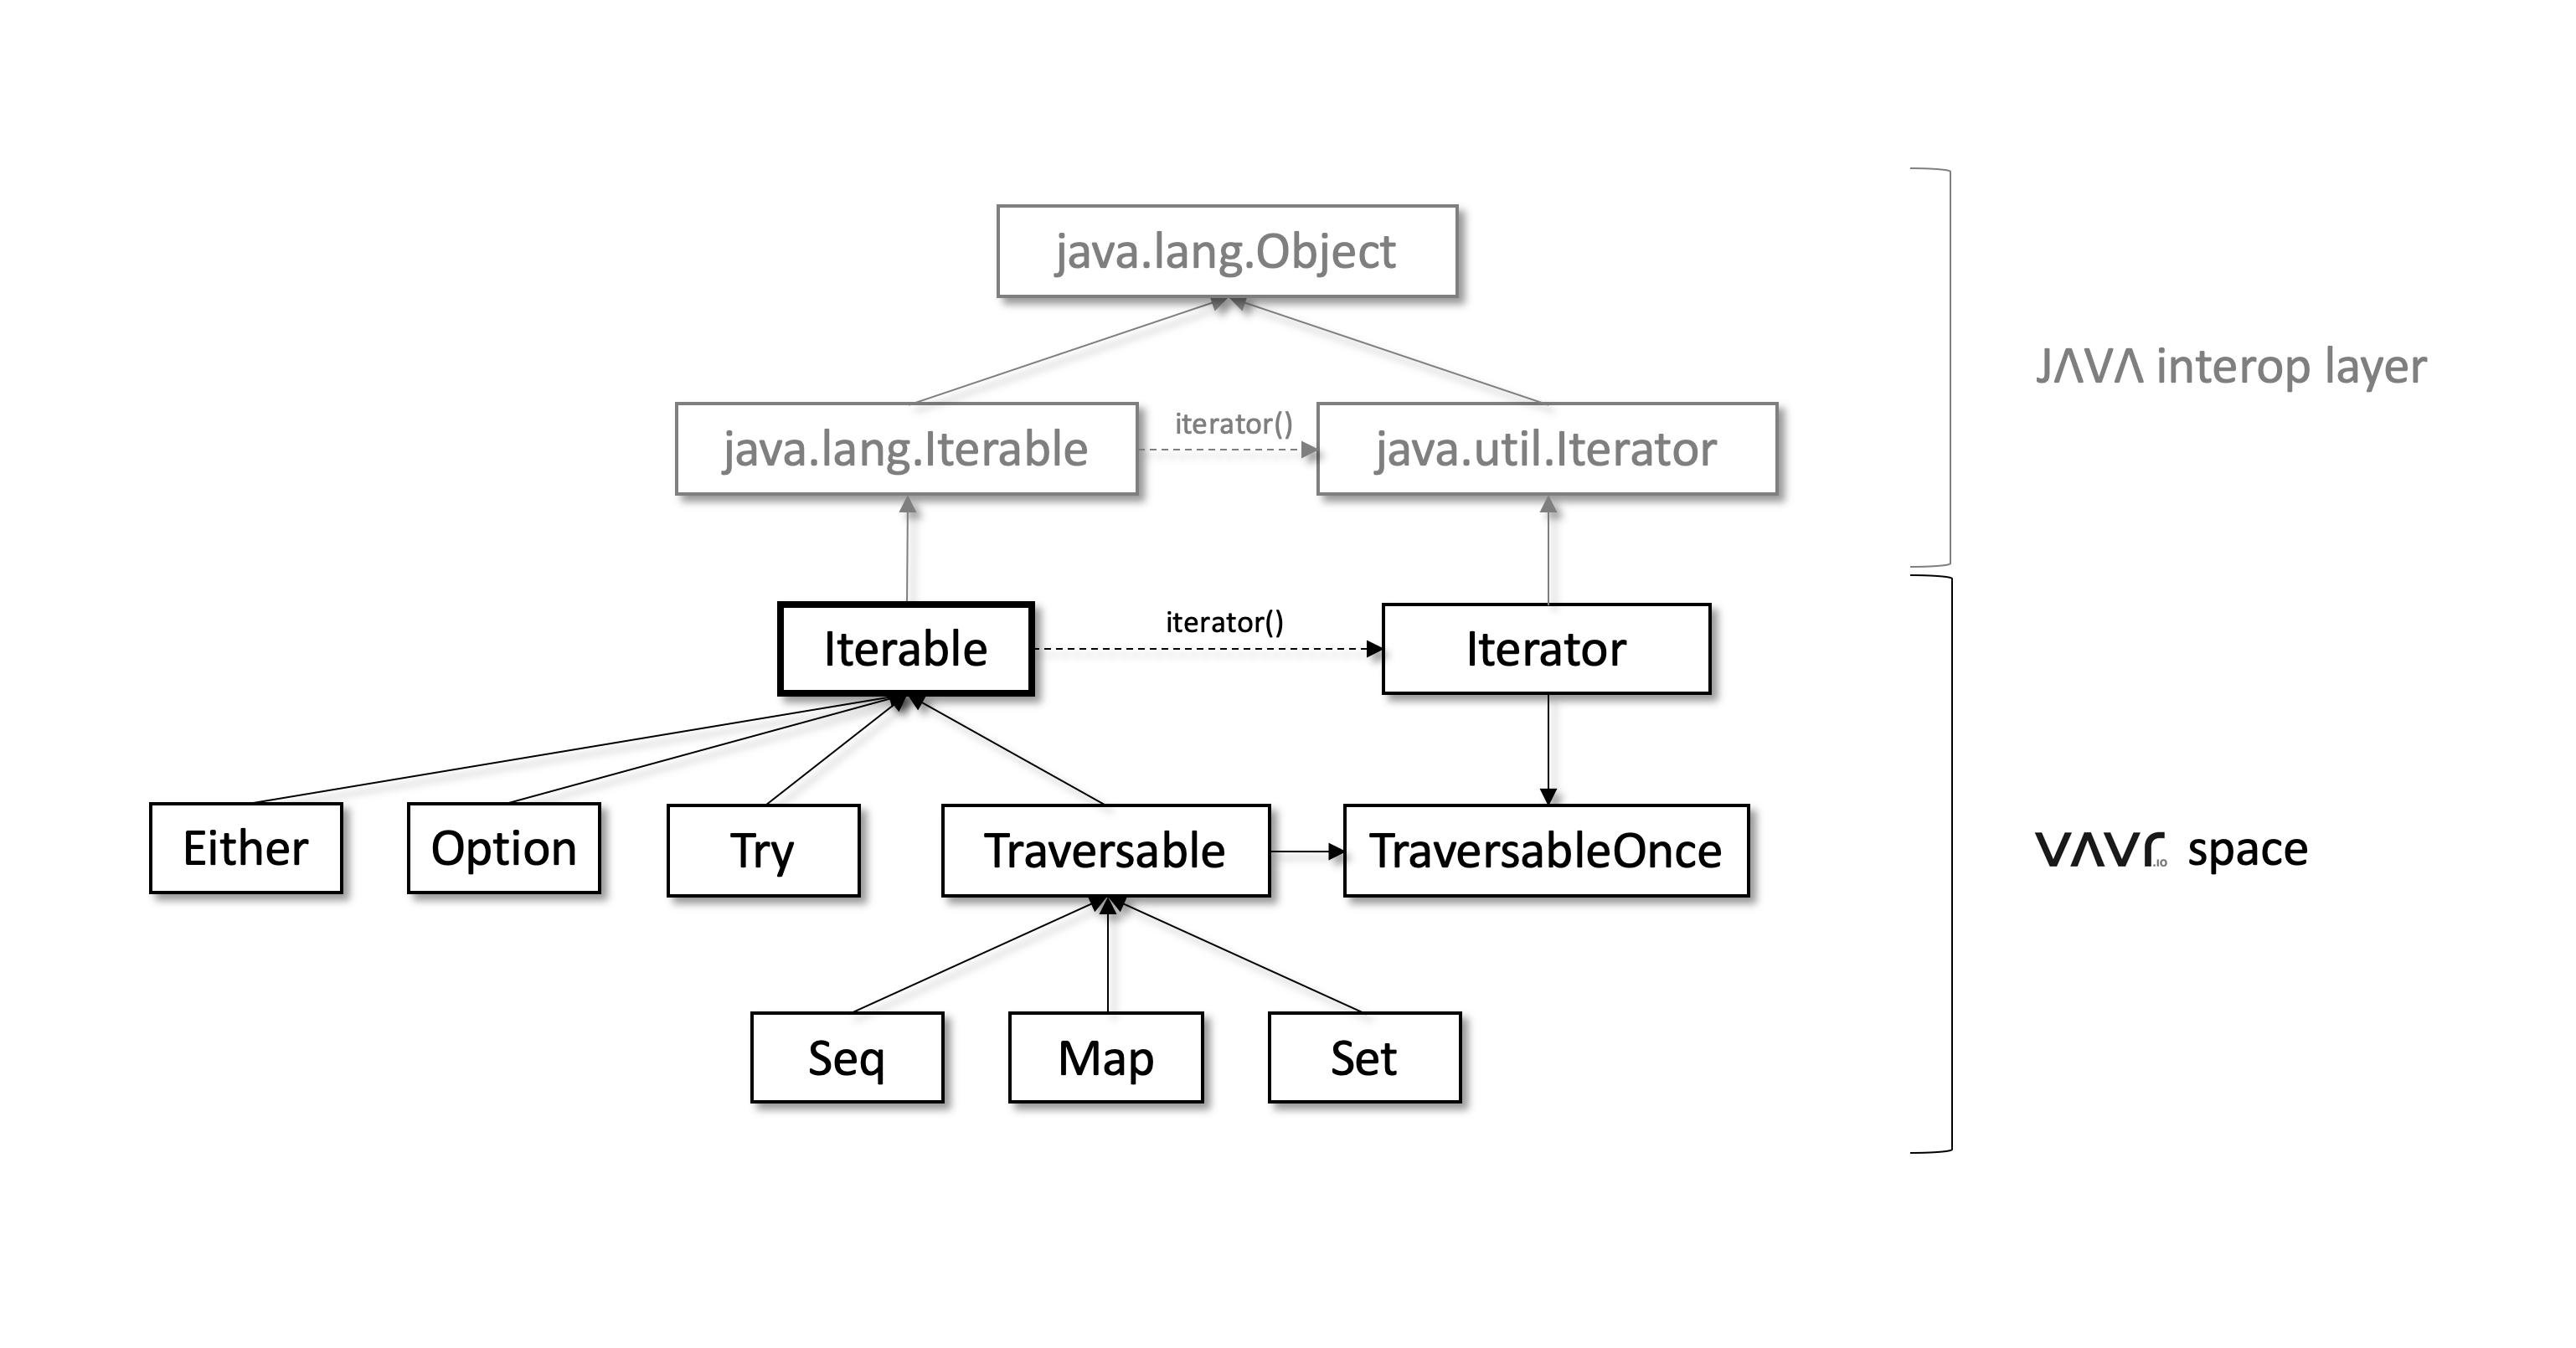 java.lang.Object
JΛVΛ interop layer
java.lang.Iterable
iterator()
java.util.Iterator
Iterable
iterator()
Iterator
Either
Option
Try
Traversable
TraversableOnce
VΛVr.io space
Seq
Map
Set